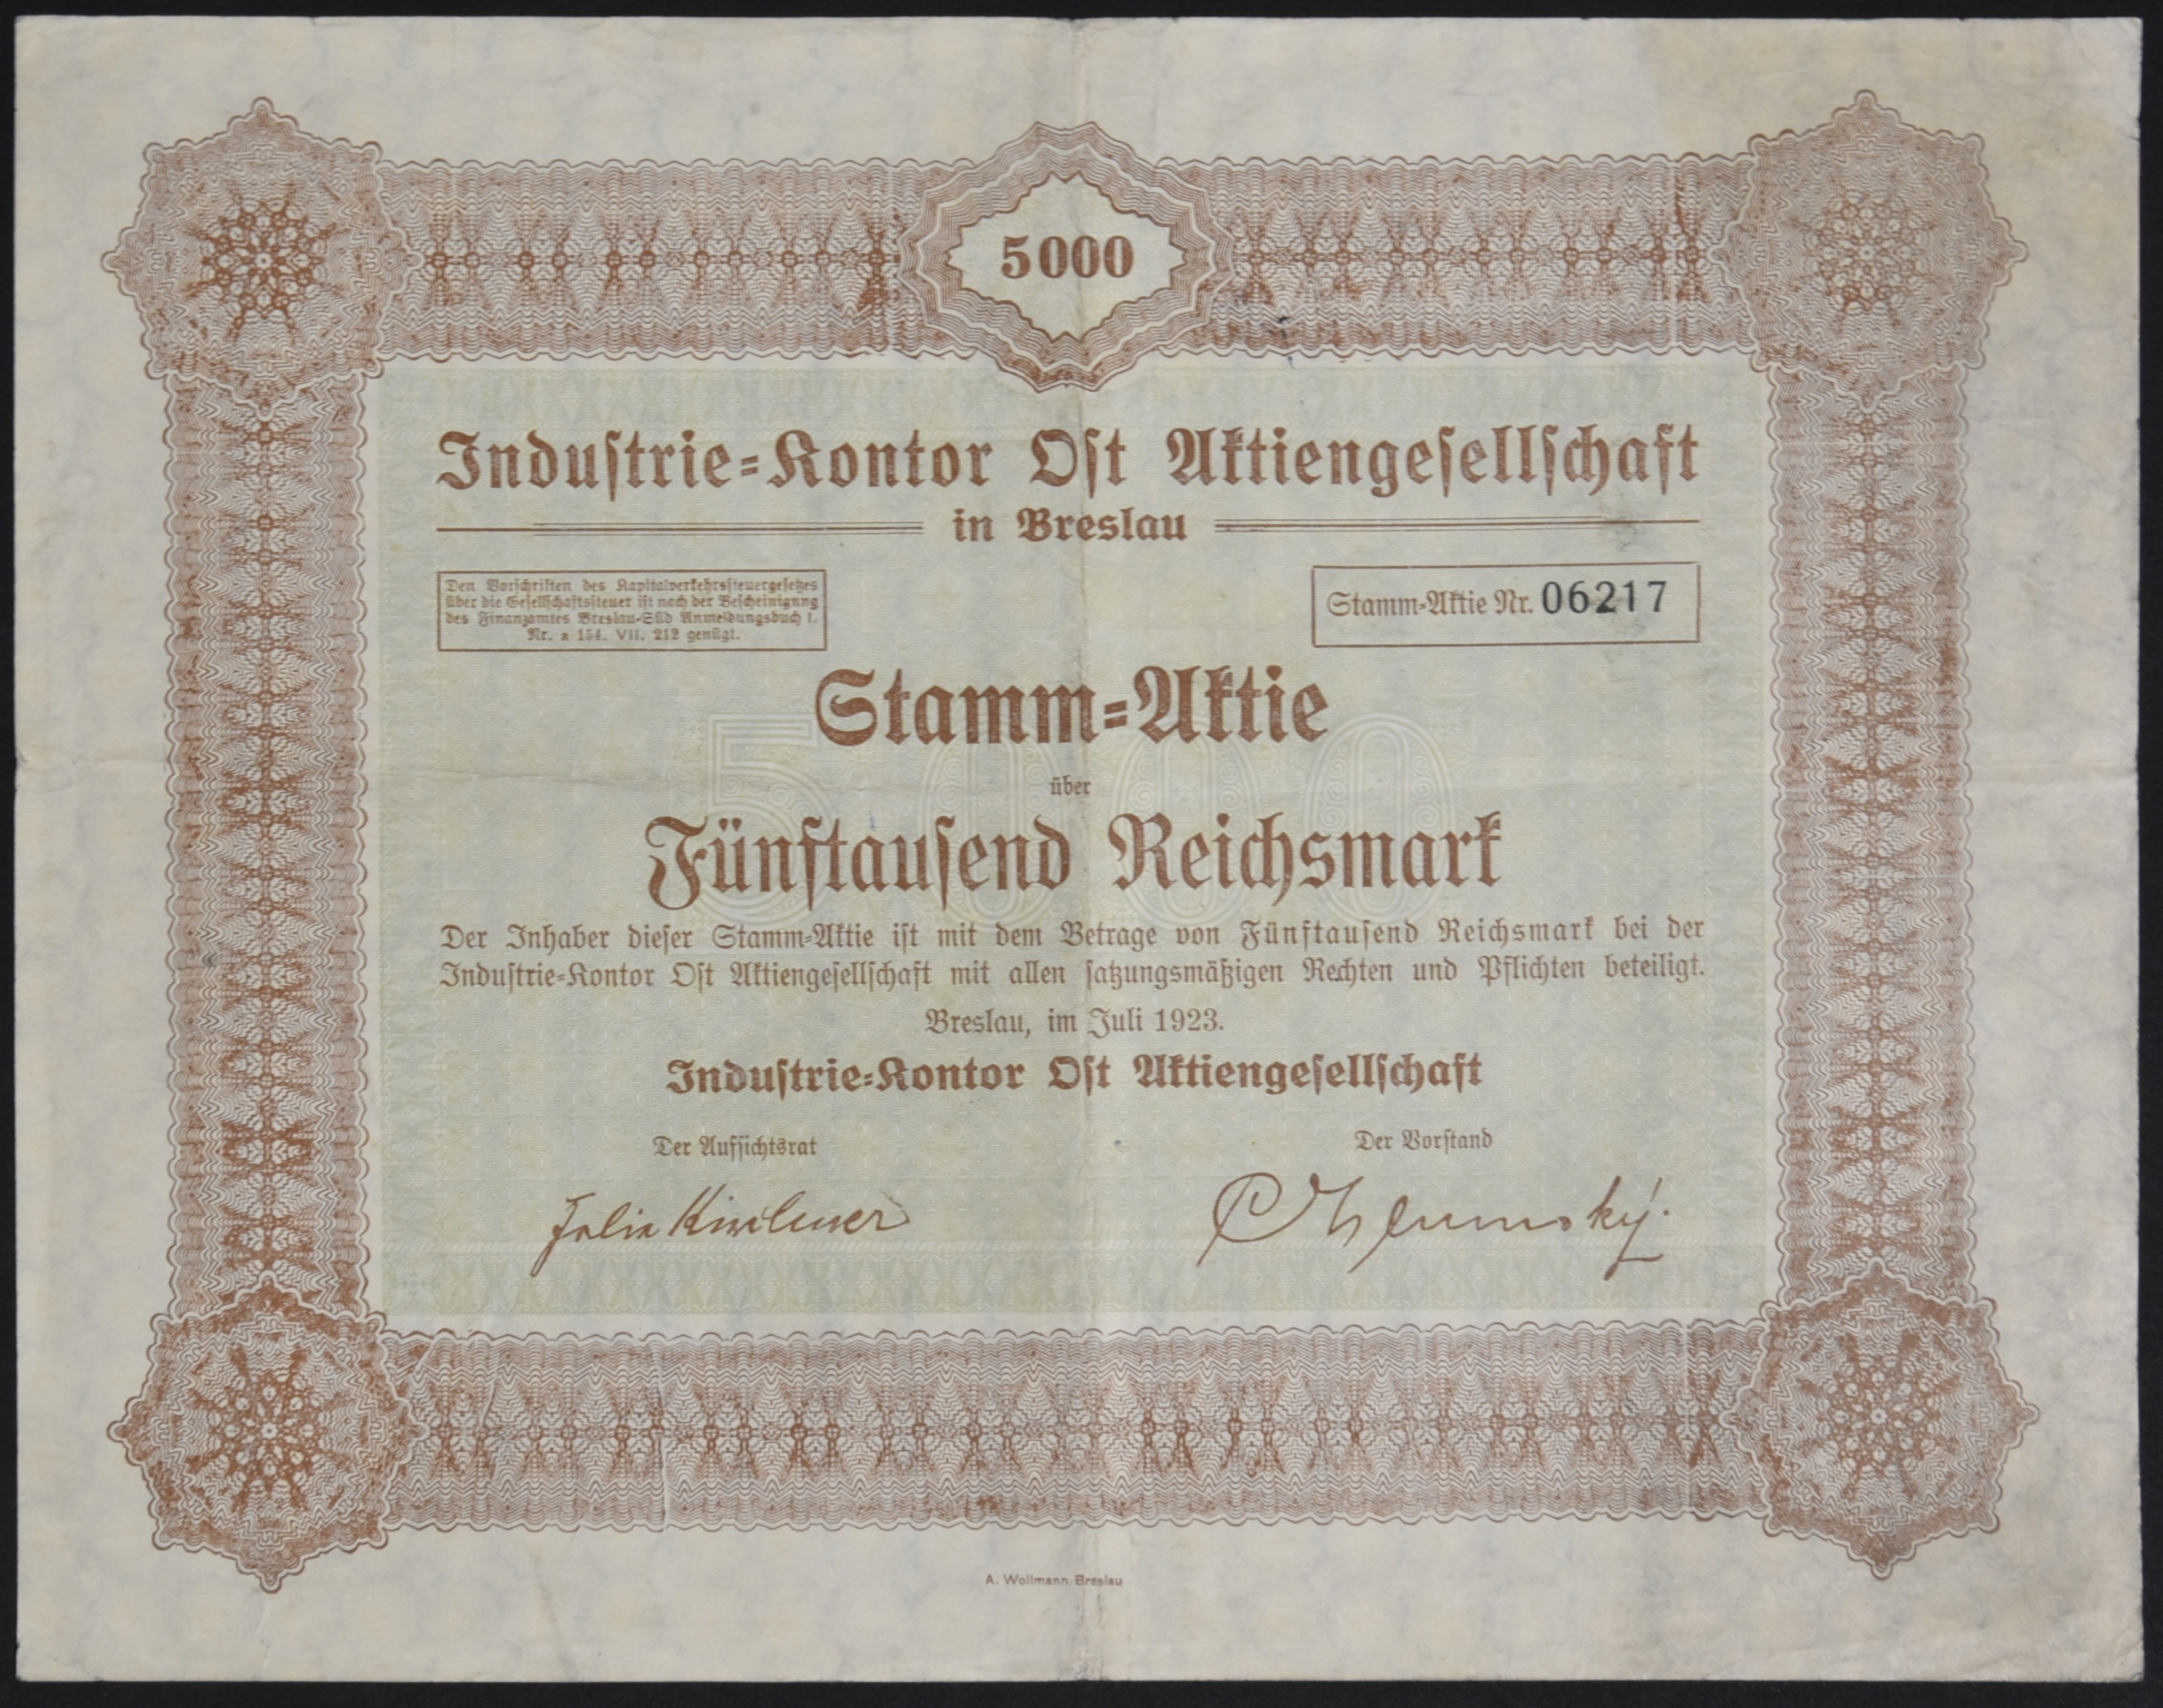 5000
Industrie-Kontor Ost Aktiengesellschaft
in Breslau
Den Vorschriften des Kapitalverkehrssteuergesetzes
über die Gesellschaftssteuer ist nach der Bescheinigung
des Finanzamtes Breslau-Süd Anmeldungsbuch I.
Nr. a 154. VII. 212 genügt.
Stamm-Aktie Nr. 06217
Stamm-Aktie
5000
über
Fünftausend Reichsmark
Der Inhaber dieser Stamm-Aktie ist mit dem Betrage von Fünftausend Reichsmark bei der
Industrie-Kontor Ost Aktiengesellschaft mit allen satzungsmäßigen Rechten und Pflichten beteiligt.
Breslau, im Juli 1923.
Industrie-Kontor Ost Aktiengesellschaft
Der Aufsichtsrat
Der Vorstand
A. Wollmann Breslau